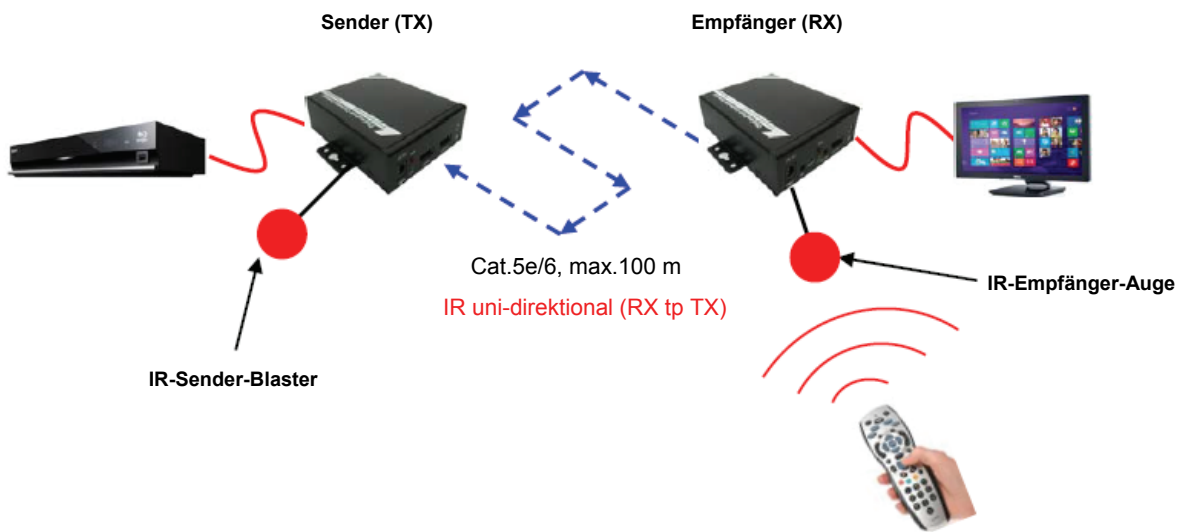 Sender (TX)
Empfänger (RX)
Cat.5e/6, max.100 m
IR uni-direktional (RX tp TX)
IR-Empfänger-Auge
IR-Sender-Blaster